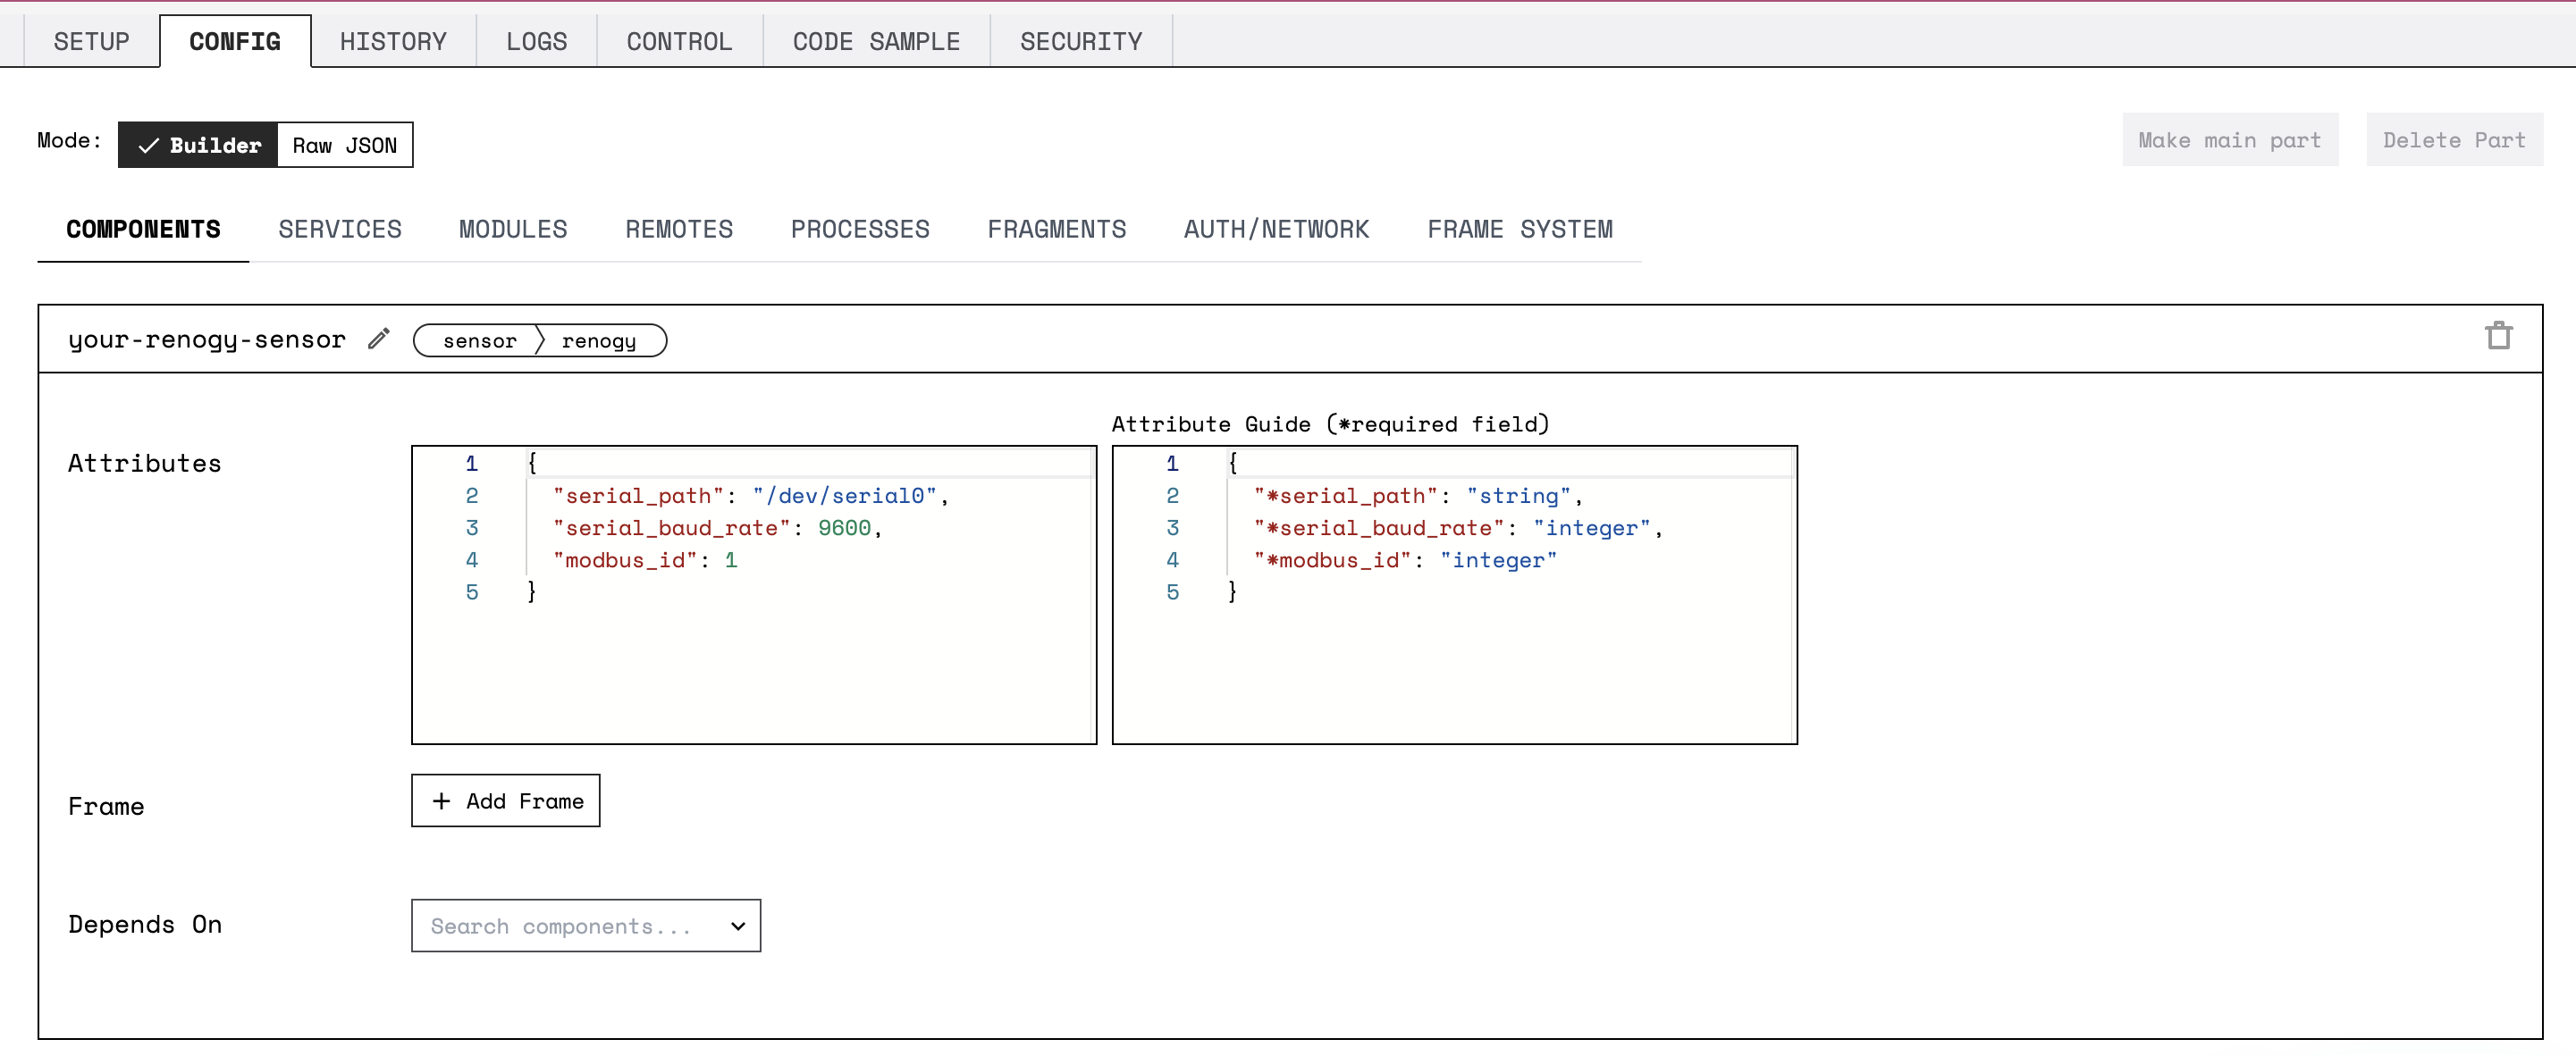 SETUP CONFIG HISTORY LOGS CONTROL CODE SAMPLE SECURITY
Mode: Builder Raw JSON Make main part Delete Part
COMPONENTS SERVICES MODULES REMOTES PROCESSES FRAGMENTS AUTH/NETWORK FRAME SYSTEM
your-renogy-sensor sensor renogy
Attribute Guide (*required field)
Attributes
1 {
2 "serial_path": "/dev/serial0",
3 "serial_baud_rate": 9600,
4 "modbus_id": 1
5 }
1 {
2 "*serial_path": "string",
3 "*serial_baud_rate": "integer",
4 "*modbus_id": "integer"
5 }
Frame + Add Frame
Depends On Search components...